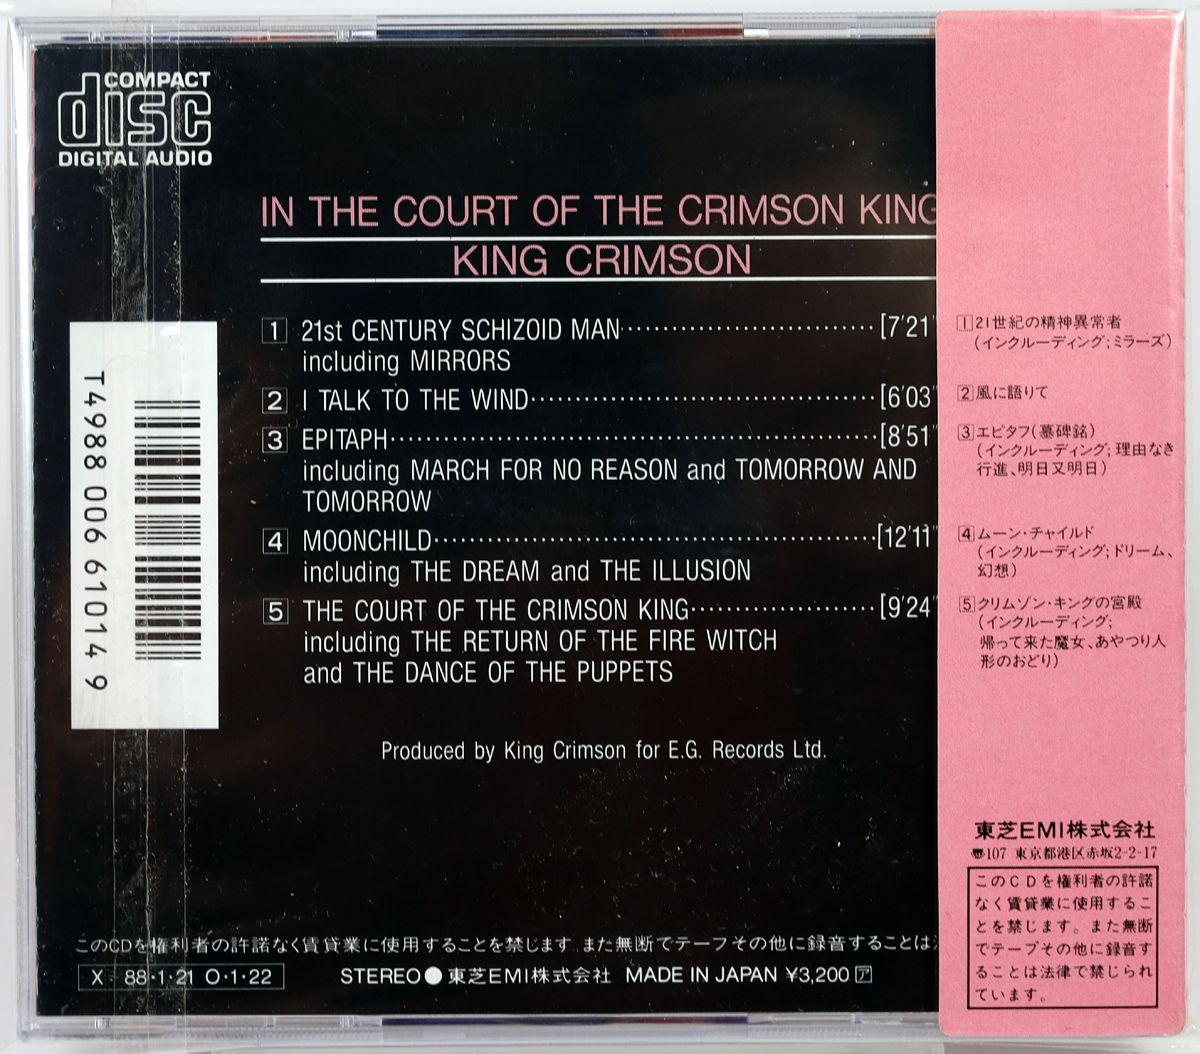 COMPACT
disc
DIGITAL AUDIO
IN THE COURT OF THE CRIMSON KING
KING CRIMSON
1 21st CENTURY SCHIZOID MAN [7'21"
including MIRRORS
2 I TALK TO THE WIND [6'03"
3 EPITAPH [8'51"
including MARCH FOR NO REASON and TOMORROW AND
TOMORROW
4 MOONCHILD [12'11"
including THE DREAM and THE ILLUSION
5 THE COURT OF THE CRIMSON KING [9'24"
including THE RETURN OF THE FIRE WITCH
and THE DANCE OF THE PUPPETS
Produced by King Crimson for E.G. Records Ltd.
T4988 006 61014 9
このCDを権利者の許諾なく賃貸業に使用することを禁じます。また無断でテープその他に録音することは
X 88・1・21 O・1・22
STEREO●東芝EMI株式会社 MADE IN JAPAN ¥3,200 ア
1 21世紀の精神異常者
(インクルーディング;ミラーズ)
2 風に語りて
3 エピタフ(墓碑銘)
(インクルーディング;理由なき
行進、明日又明日)
4 ムーン・チャイルド
(インクルーディング;ドリーム、
幻想)
5 クリムゾン・キングの宮殿
(インクルーディング;
帰って来た魔女、あやつり人
形のおどり)
東芝EMI株式会社
〠107 東京都港区赤坂2-2-17
このCDを権利者の許諾
なく賃貸業に使用するこ
とを禁じます。また無断
でテープその他に録音す
ることは法律で禁じられ
ています。